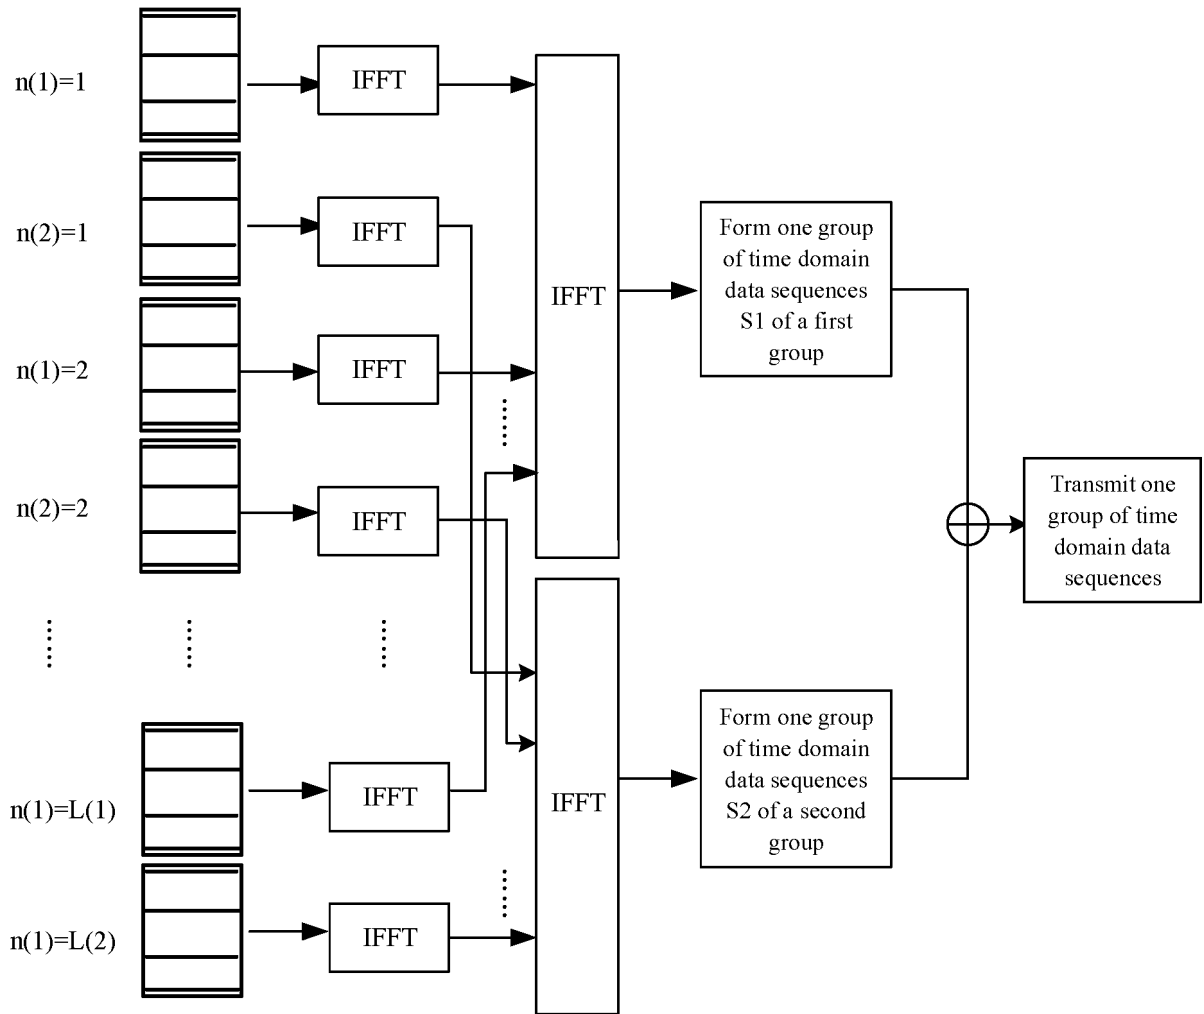 n(1)=1
IFFT
n(2)=1
IFFT
n(1)=2
IFFT
n(2)=2
IFFT
n(1)=L(1)
IFFT
n(1)=L(2)
IFFT
IFFT
IFFT
Form one group
of time domain
data sequences
S1 of a first
group
Form one group
of time domain
data sequences
S2 of a second
group
Transmit one
group of time
domain data
sequences